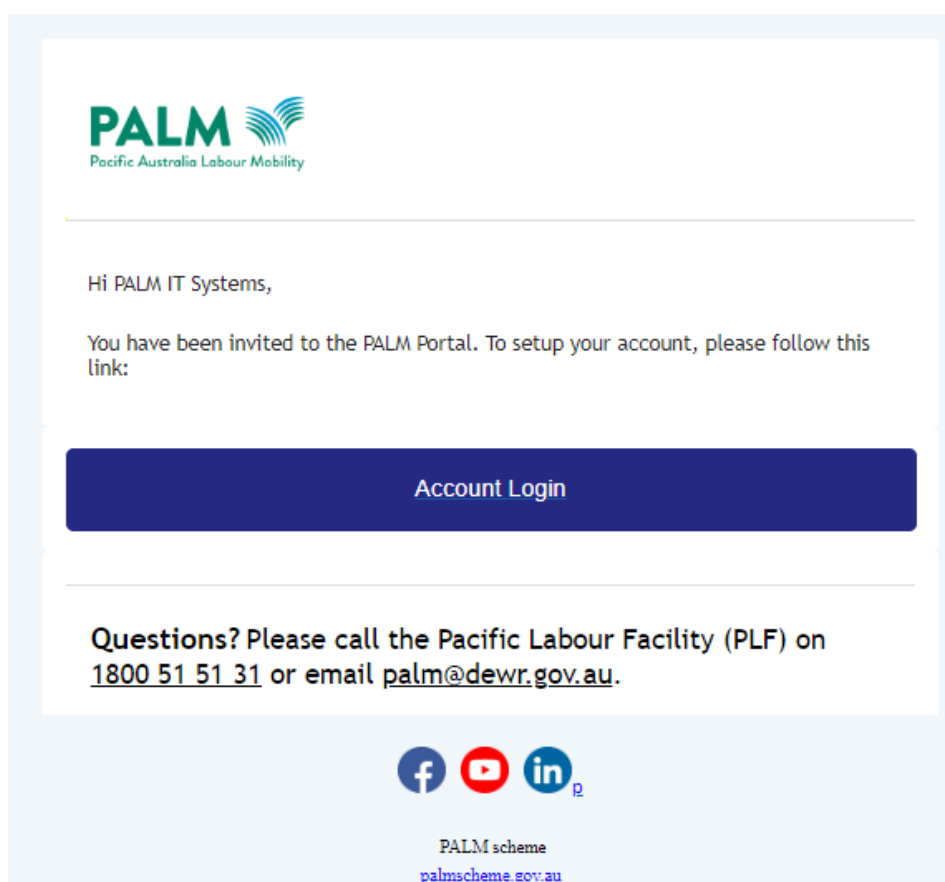 PALM
Pacific Australia Labour Mobility
Hi PALM IT Systems,
You have been invited to the PALM Portal. To setup your account, please follow this
link:
Account Login
Questions? Please call the Pacific Labour Facility (PLF) on
1800 51 51 31 or email palm@dewr.gov.au.
in
p
PALM scheme
palmscheme.gov.au